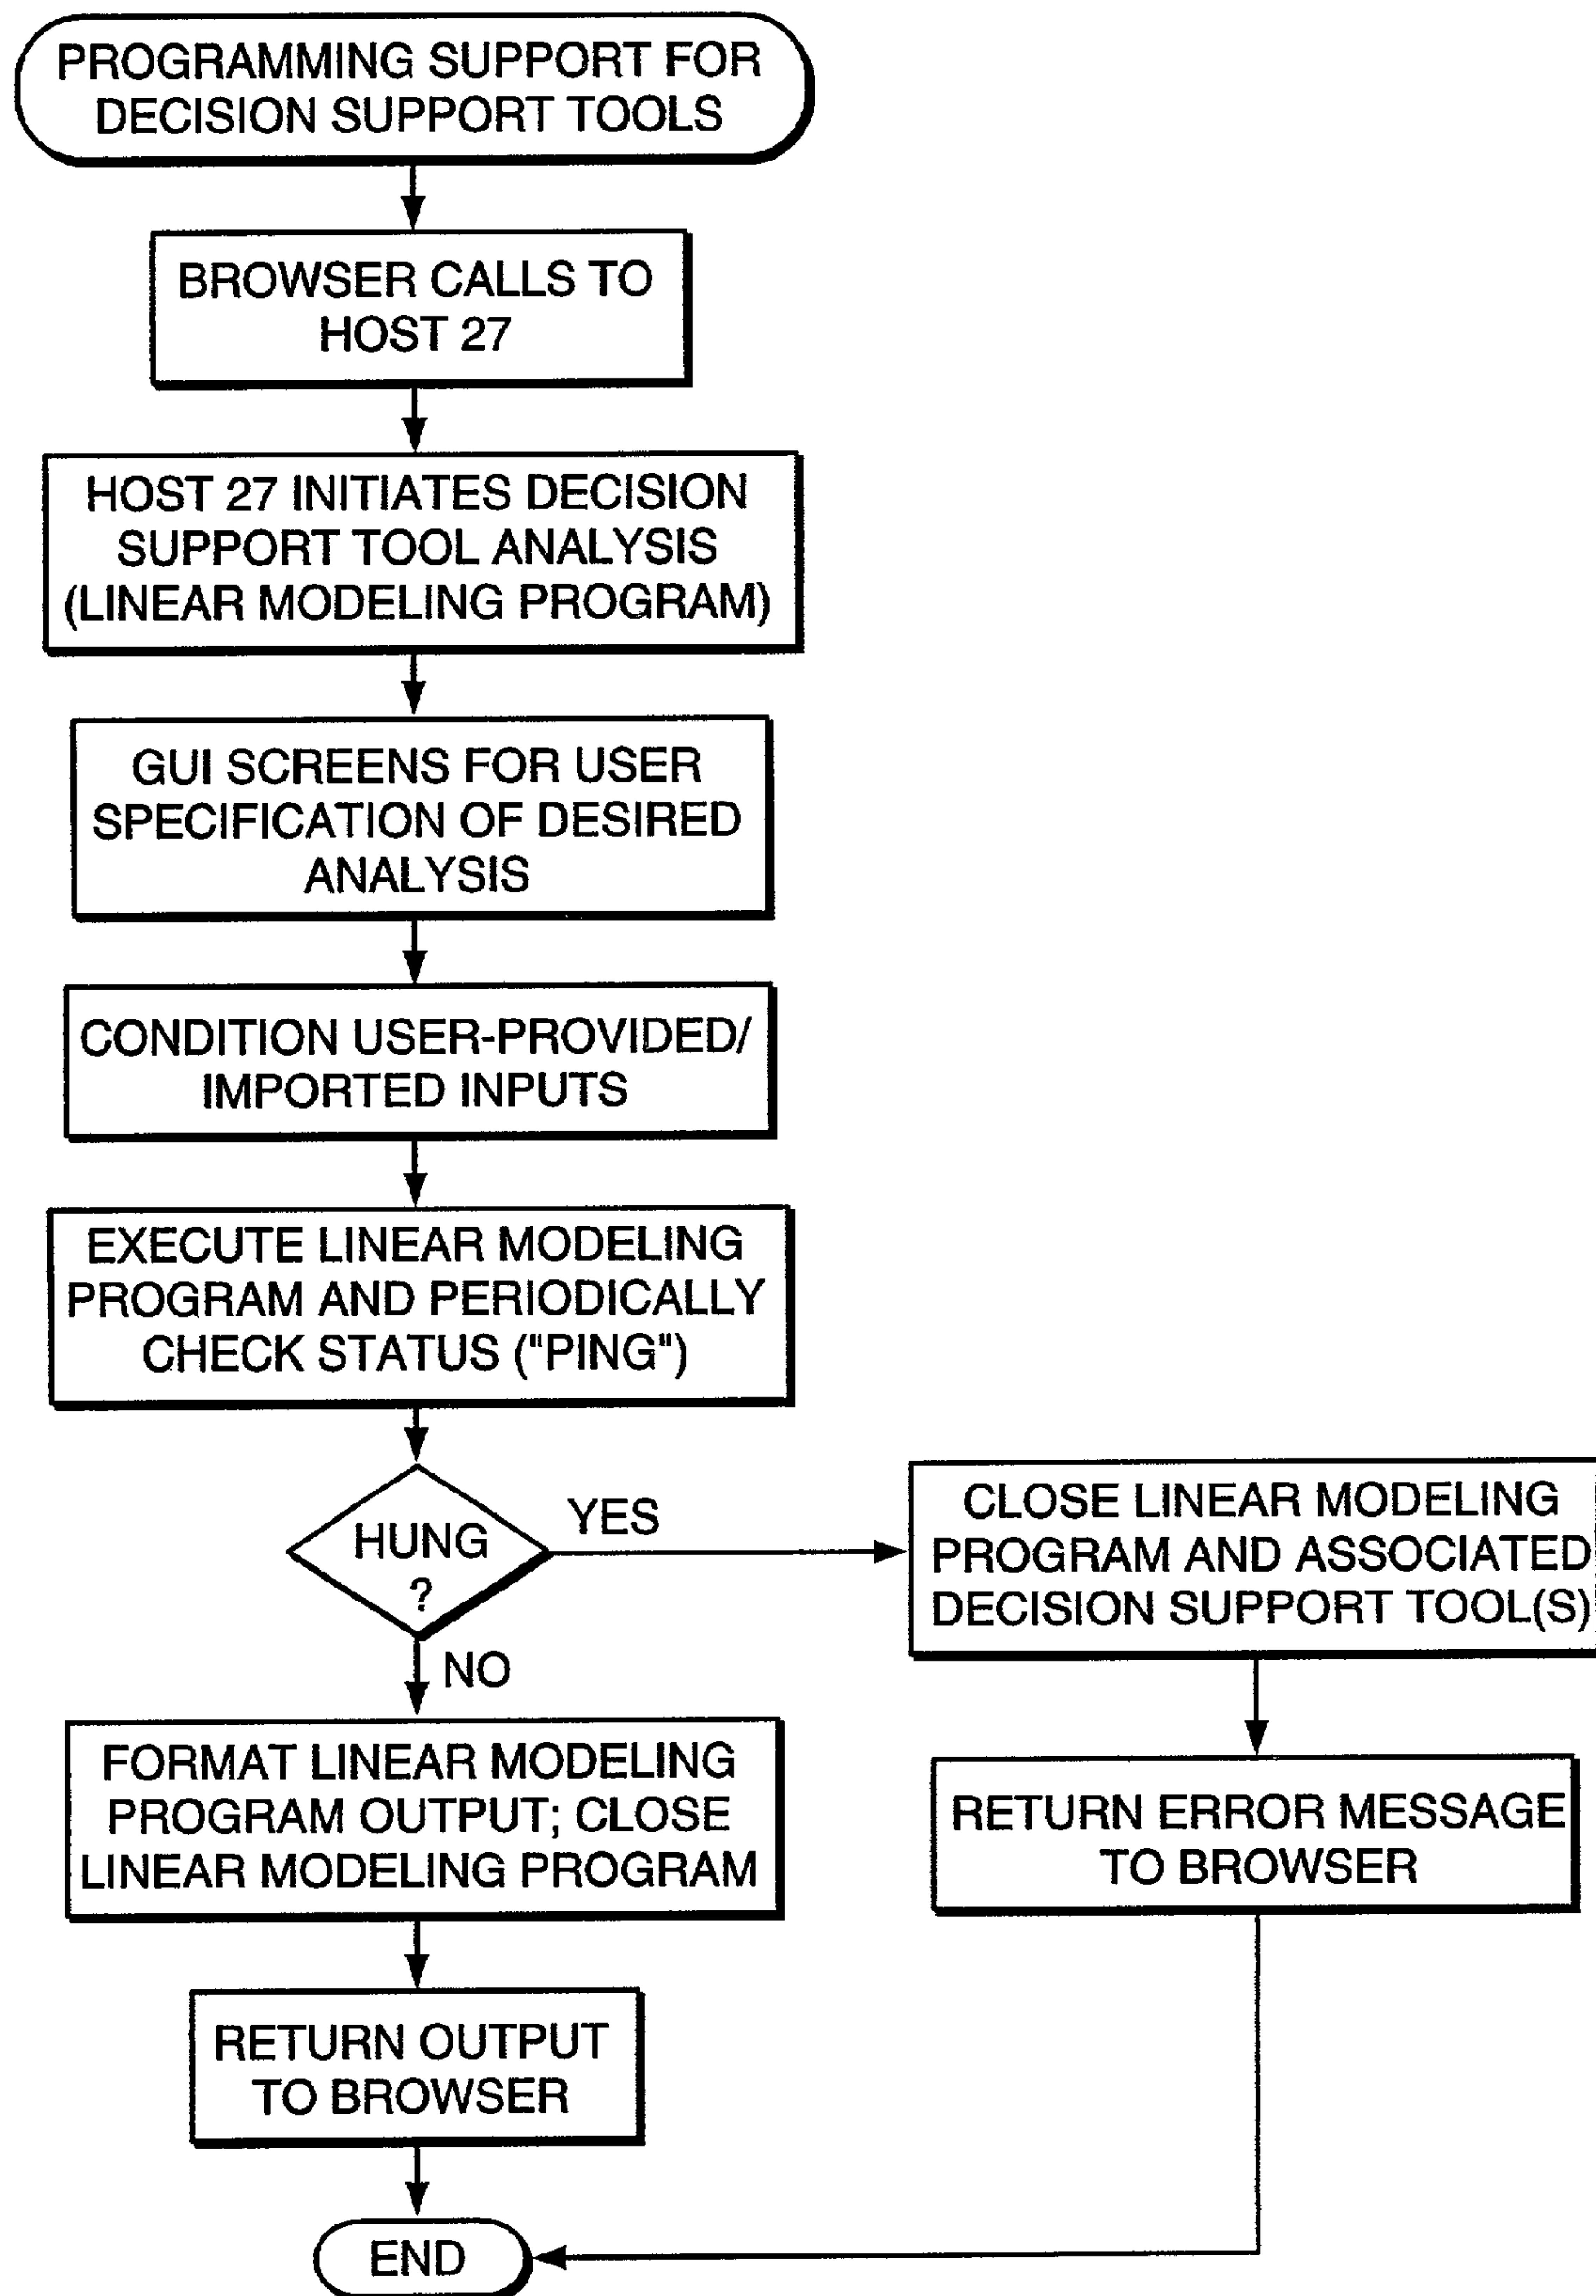 PROGRAMMING SUPPORT FOR
DECISION SUPPORT TOOLS
BROWSER CALLS TO
HOST 27
HOST 27 INITIATES DECISION
SUPPORT TOOL ANALYSIS
(LINEAR MODELING PROGRAM)
GUI SCREENS FOR USER
SPECIFICATION OF DESIRED
ANALYSIS
CONDITION USER-PROVIDED/
IMPORTED INPUTS
EXECUTE LINEAR MODELING
PROGRAM AND PERIODICALLY
CHECK STATUS ("PING")
HUNG
?
YES
NO
CLOSE LINEAR MODELING
PROGRAM AND ASSOCIATED
DECISION SUPPORT TOOL(S)
RETURN ERROR MESSAGE
TO BROWSER
FORMAT LINEAR MODELING
PROGRAM OUTPUT; CLOSE
LINEAR MODELING PROGRAM
RETURN OUTPUT
TO BROWSER
END